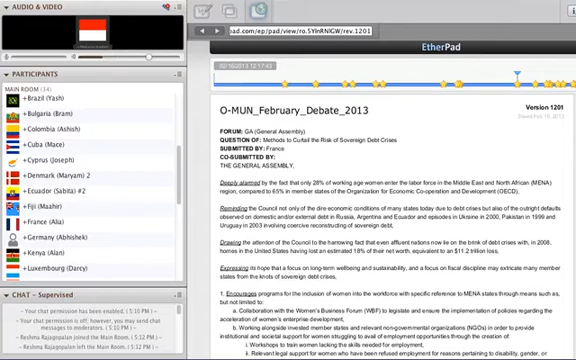 AUDIO & VIDEO
PARTICIPANTS
MAIN ROOM (34)
+Brazil (Yash)
+Bulgaria (Bram)
+Colombia (Ashish)
+Cuba (Mace)
+Cyprus (Joseph)
+Denmark (Maryam) 2
+Ecuador (Sabita) #2
+Fiji (Maahir)
+France (Alia)
+Germany (Abhishek)
+Kenya (Alan)
+Luxembourg (Darcy)
CHAT - Supervised
- Your chat permission has been enabled. ( 5:10 PM ) -
- Your chat permission is off; however, you may send chat
messages to moderators. ( 5:10 PM ) -
- Reshma Rajagopalan joined the Main Room. ( 5:12 PM ) -
- Reshma Rajagopalan left the Main Room. ( 5:12 PM ) -
pad.com/ep/pad/view/ro.5YlnRNIGW/rev.1201
EtherPad
02/16/2013 12:17:43
O-MUN_February_Debate_2013
Version 1201
FORUM: GA (General Assembly)
QUESTION OF: Methods to Curtail the Risk of Sovereign Debt Crises
SUBMITTED BY: France
CO-SUBMITTED BY:
THE GENERAL ASSEMBLY,
Deeply alarmed by the fact that only 28% of working age women enter the labor force in the Middle East and North African (MENA)
region, compared to 65% in member states of the Organization for Economic Co-operation and Development (OECD),
Reminding the Council not only of the dire economic conditions of many states today due to debt crises but also of the outright defaults
observed on domestic and/or external debt in Russia, Argentina and Ecuador and episodes in Ukraine in 2000, Pakistan in 1999 and
Uruguay in 2003 involving coercive reconstructing of sovereign debt,
Drawing the attention of the Council to the harrowing fact that even affluent nations now lie on the brink of debt crises with, in 2008,
homes in the United States having lost an estimated 18% of their net worth, equivalent to an $11.2 trillion loss,
Expressing its hope that a focus on long-term wellbeing and sustainability, and a focus on fiscal discipline may extricate many member
states from the knots of sovereign debt crises,
1. Encourages programs for the inclusion of women into the workforce with specific reference to MENA states through means such as,
but not limited to:
a. Collaboration with the Women's Business Forum (WBF) to legislate and ensure the implementation of policies regarding the
acceleration of women's enterprise development,
b. Working alongside interested member states and relevant non-governmental organizations (NGOs) in order to provide
institutional and societal support for women struggling to avail of employment opportunities through the creation of:
i. Workshops to train women lacking the skills needed for employment,
ii. Relevant legal support for women who have been refused employment for reasons pertaining to disability, gender, or